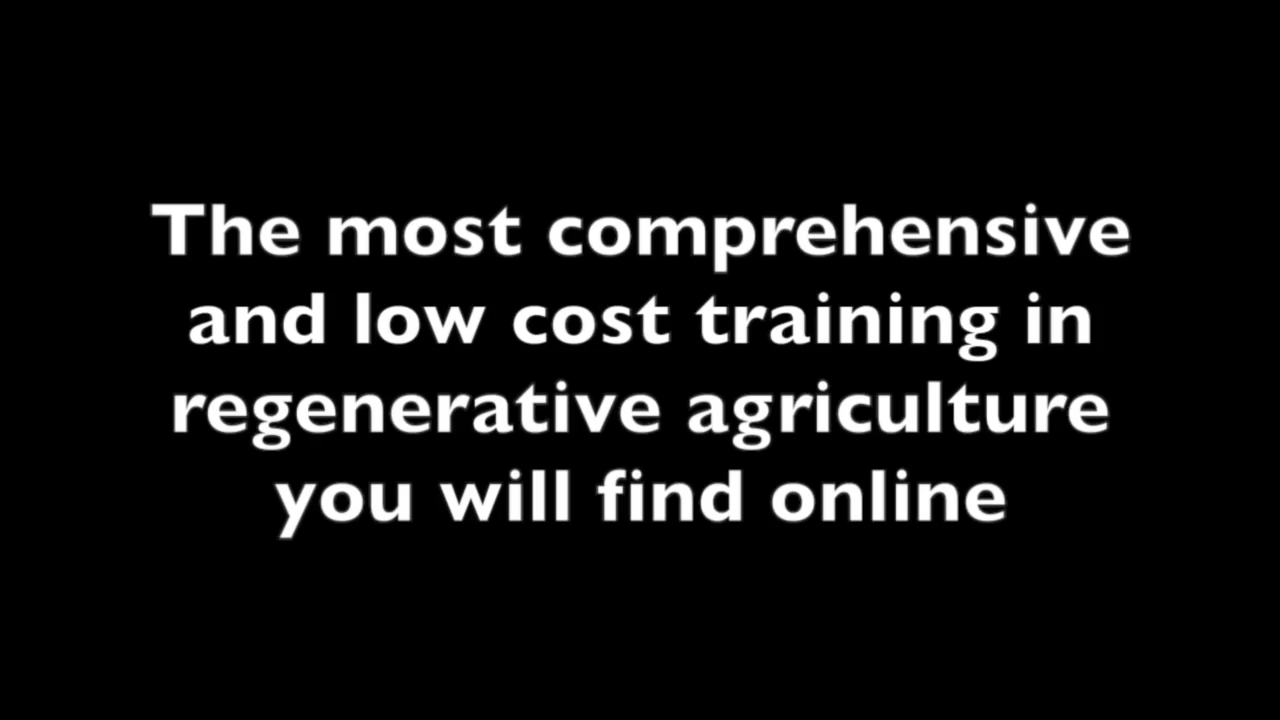 The most comprehensive
and low cost training in
regenerative agriculture
you will find online